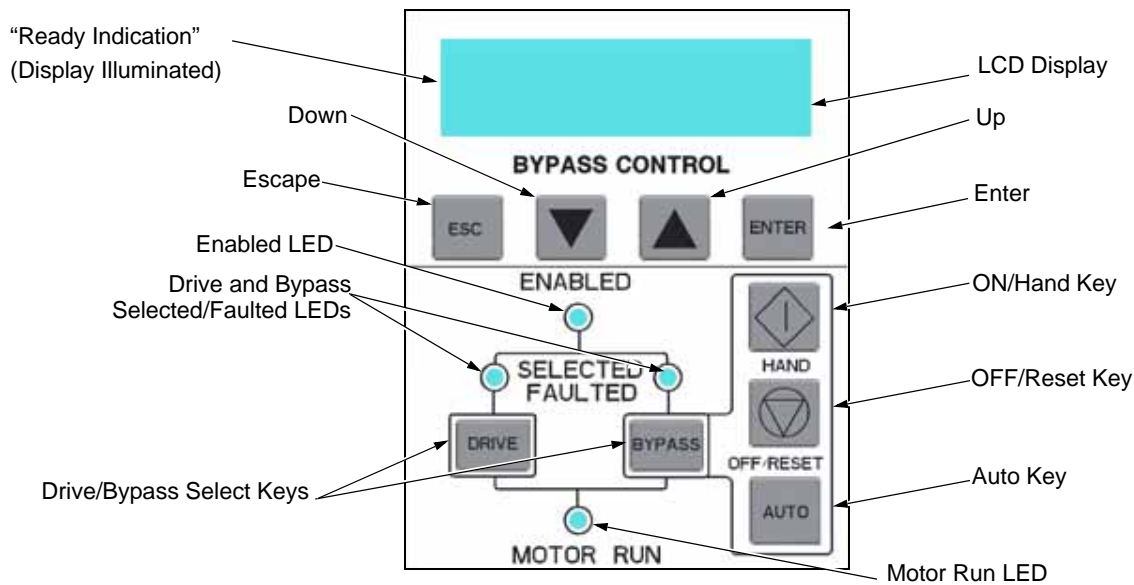 “Ready Indication”
(Display Illuminated)
LCD Display
Down
Up
BYPASS CONTROL
Escape
Enter
ESC
ENTER
Enabled LED
ENABLED
Drive and Bypass
Selected/Faulted LEDs
ON/Hand Key
SELECTED
FAULTED
HAND
OFF/Reset Key
DRIVE
BYPASS
OFF/RESET
Drive/Bypass Select Keys
Auto Key
AUTO
MOTOR RUN
Motor Run LED